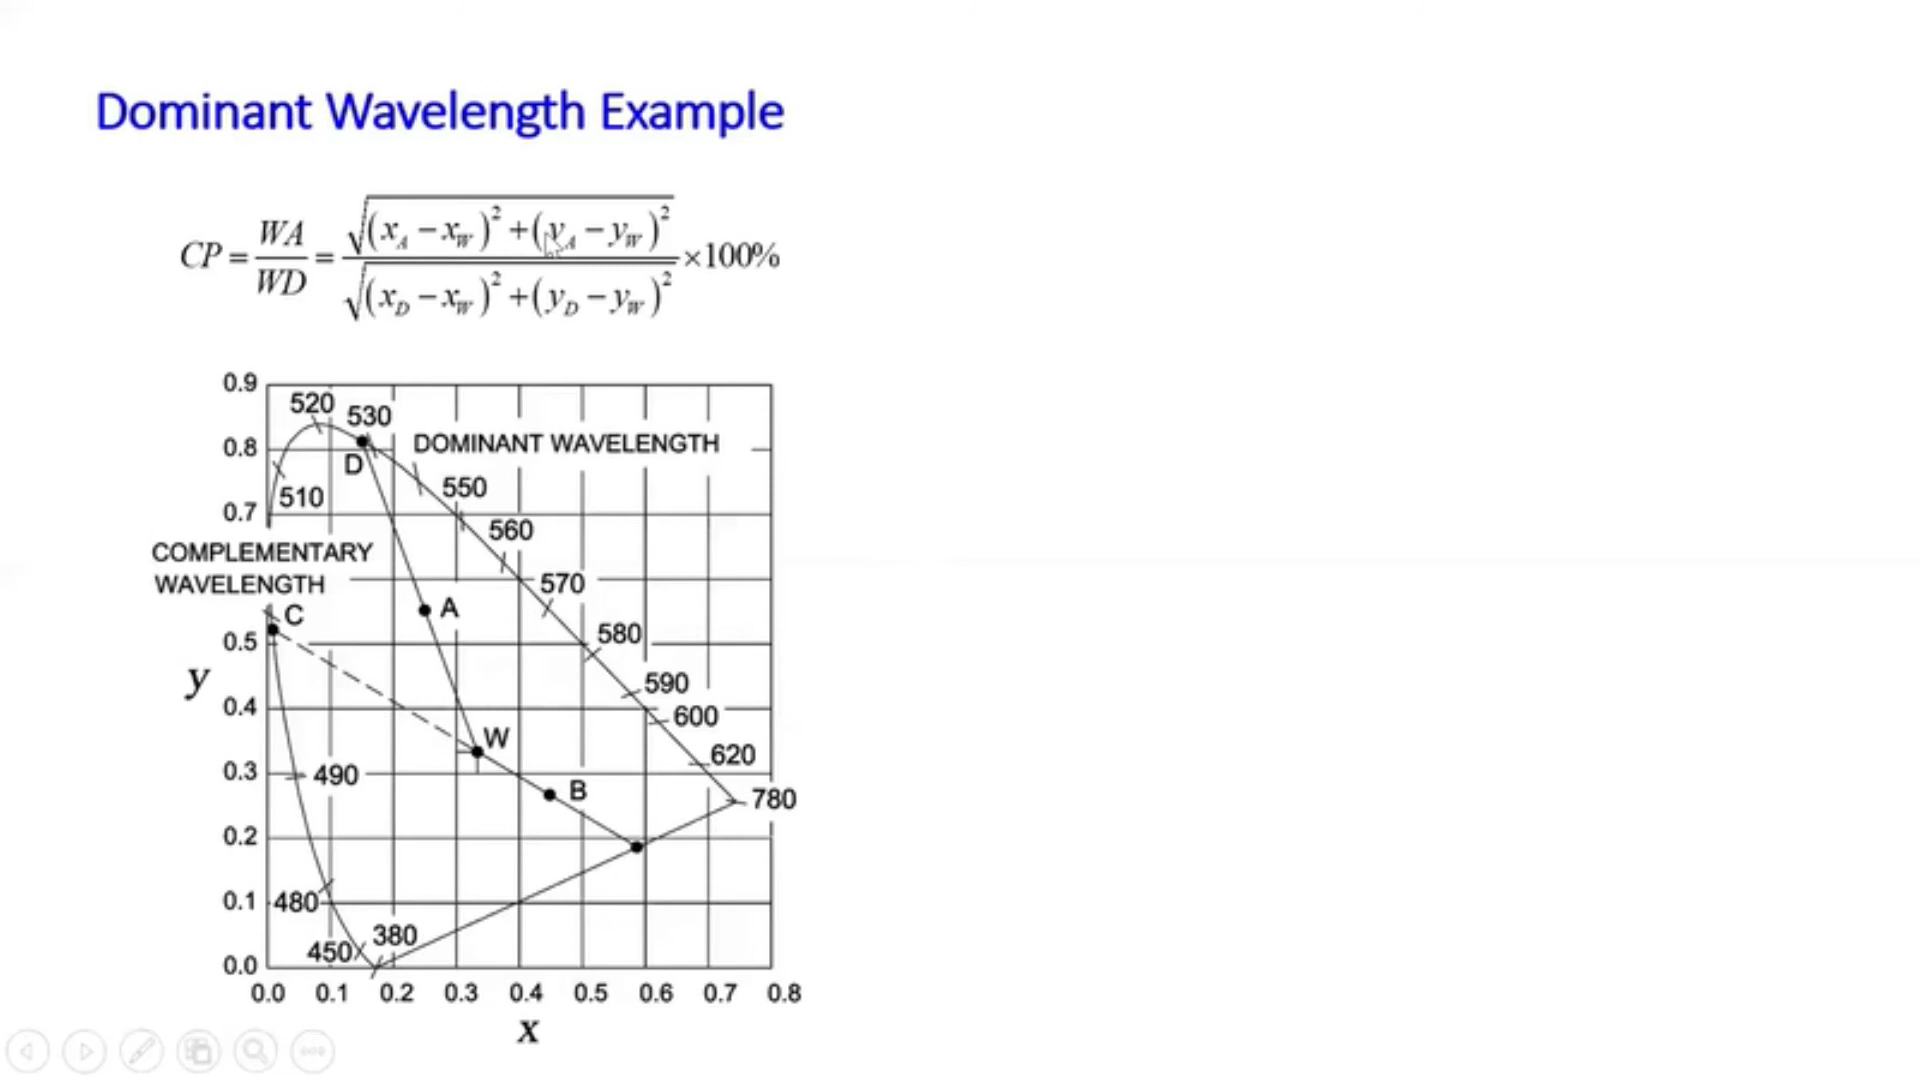 Dominant Wavelength Example
CP = WA / WD = √((x_A − x_W)² + (y_A − y_W)²) / √((x_D − x_W)² + (y_D − y_W)²) ×100%
0.9
520
530
0.8
DOMINANT WAVELENGTH
D
550
510
0.7
560
COMPLEMENTARY
WAVELENGTH
570
C
A
0.5
580
y
590
0.4
600
W
620
0.3
490
B
780
0.2
0.1
480
380
450
0.0
0.0 0.1 0.2 0.3 0.4 0.5 0.6 0.7 0.8
x